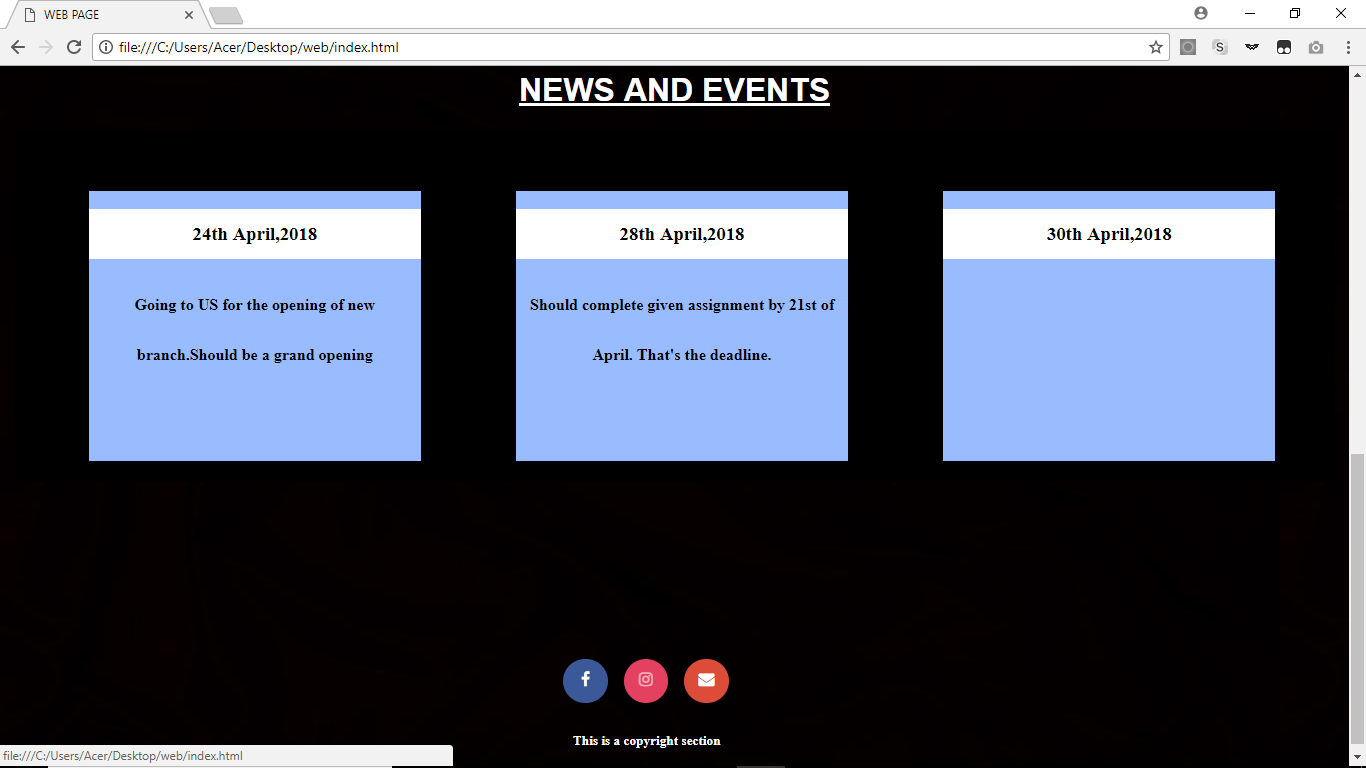 WEB PAGE
file:///C:/Users/Acer/Desktop/web/index.html
S
NEWS AND EVENTS
24th April,2018
28th April,2018
30th April,2018
Going to US for the opening of new
branch.Should be a grand opening
Should complete given assignment by 21st of
April. That's the deadline.
This is a copyright section
file:///C:/Users/Acer/Desktop/web/index.html